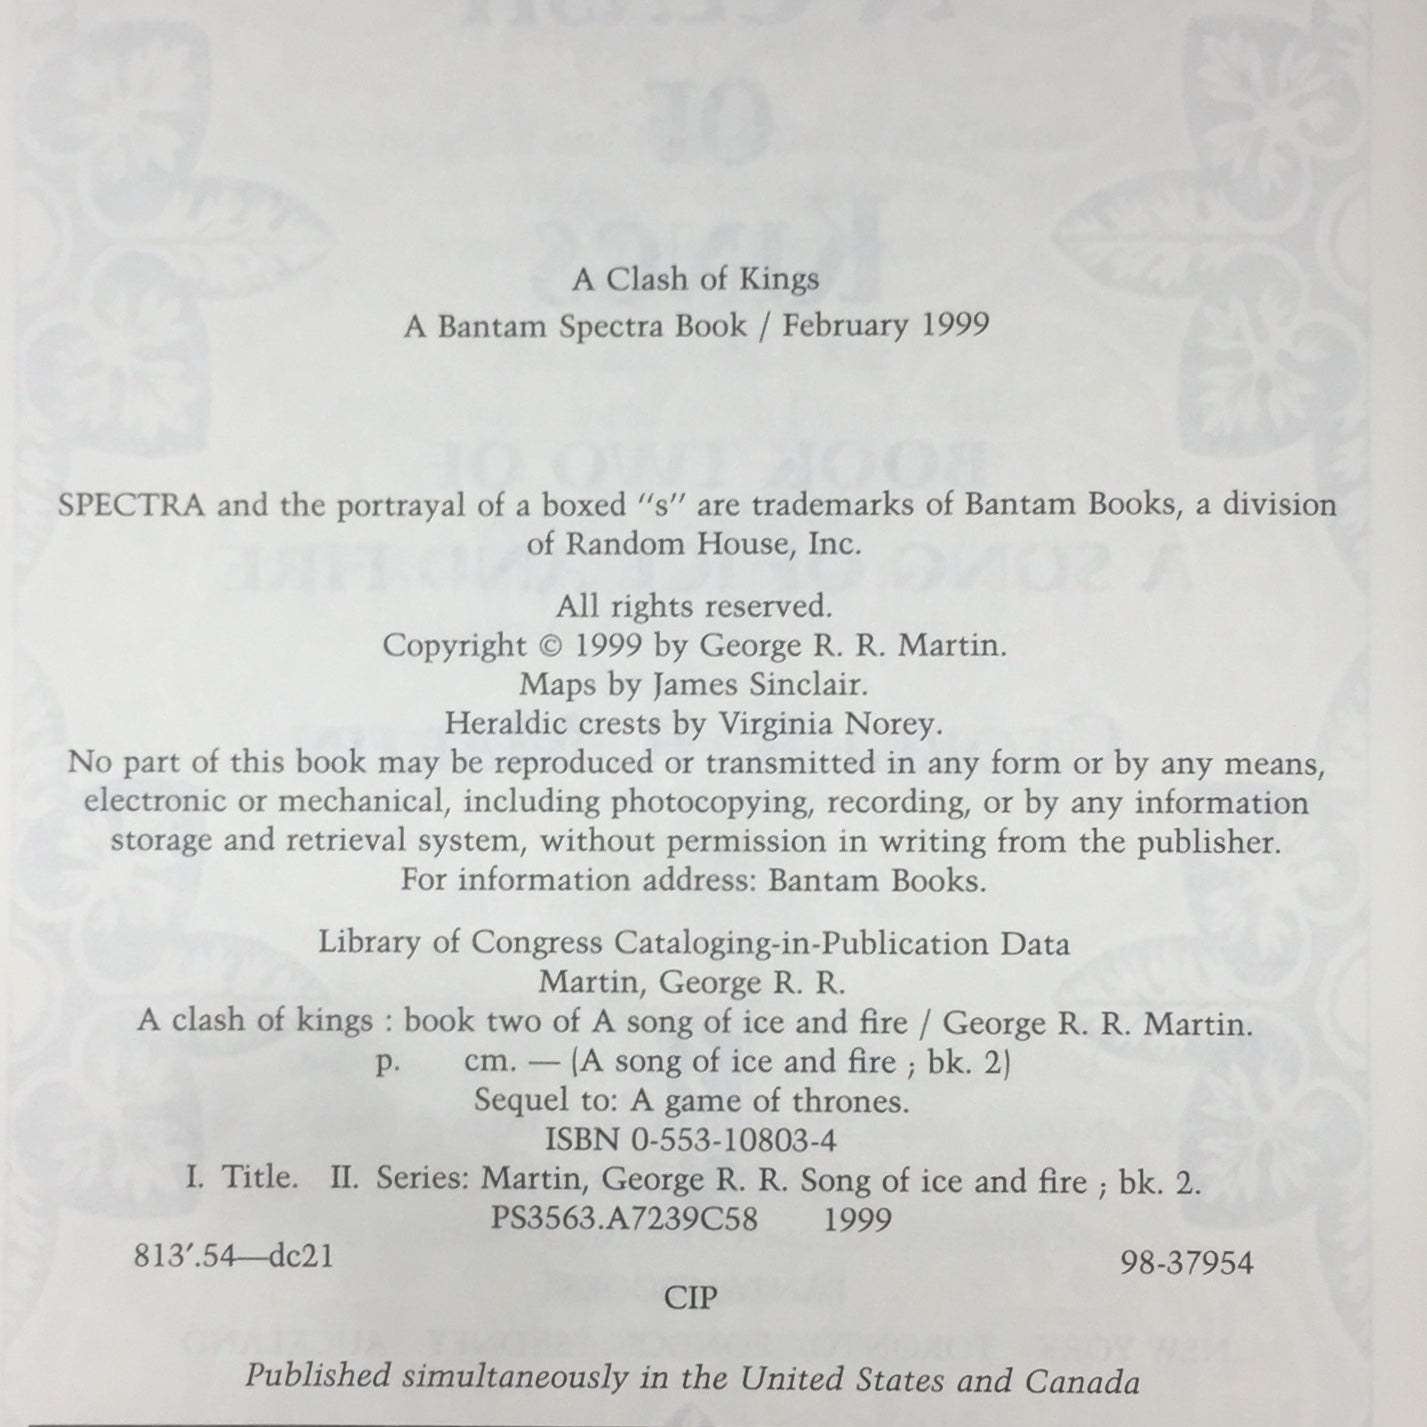 A Clash of Kings
A Bantam Spectra Book / February 1999
SPECTRA and the portrayal of a boxed “s” are trademarks of Bantam Books, a division
of Random House, Inc.
All rights reserved.
Copyright © 1999 by George R. R. Martin.
Maps by James Sinclair.
Heraldic crests by Virginia Norey.
No part of this book may be reproduced or transmitted in any form or by any means,
electronic or mechanical, including photocopying, recording, or by any information
storage and retrieval system, without permission in writing from the publisher.
For information address: Bantam Books.
Library of Congress Cataloging-in-Publication Data
Martin, George R. R.
A clash of kings : book two of A song of ice and fire / George R. R. Martin.
p. cm. — (A song of ice and fire ; bk. 2)
Sequel to: A game of thrones.
ISBN 0-553-10803-4
I. Title. II. Series: Martin, George R. R. Song of ice and fire ; bk. 2.
PS3563.A7239C58 1999
813′.54—dc21 98-37954
CIP
Published simultaneously in the United States and Canada